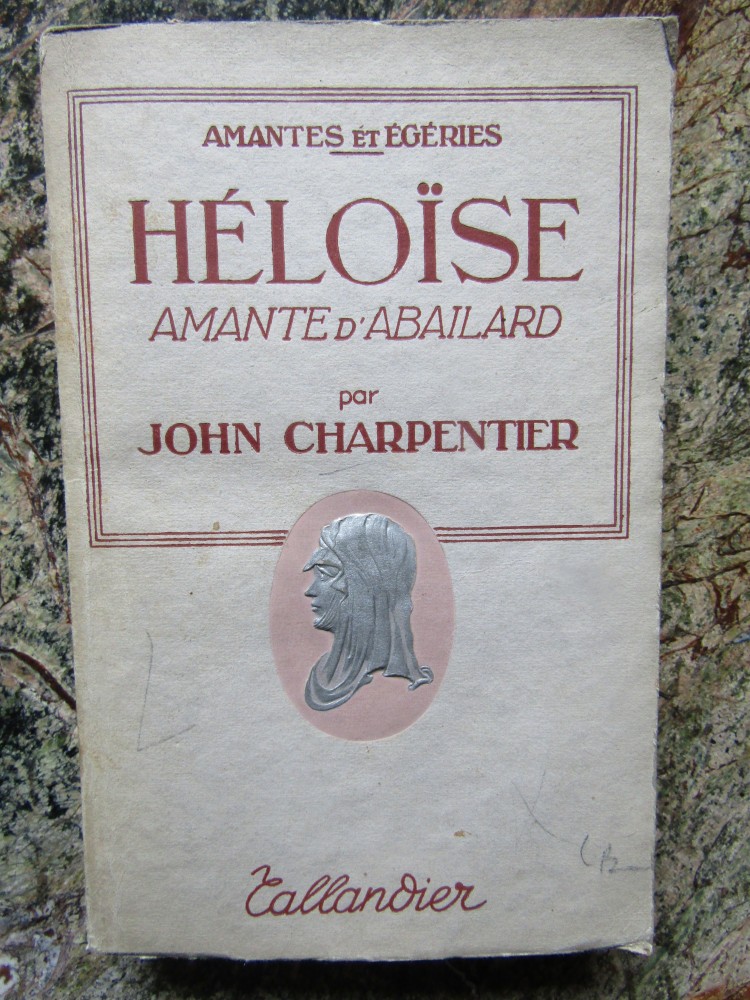 AMANTES ET ÉGÉRIES
HÉLOÏSE
AMANTE D'ABAILARD
par
JOHN CHARPENTIER
Tallandier